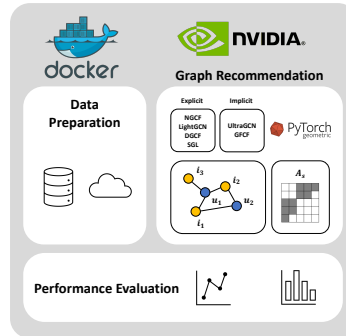 docker
NVIDIA.
Graph Recommendation
Data
Preparation
Explicit
Implicit
NGCF
LightGCN
DGCF
SGL
UltraGCN
GFCF
PyTorch
geometric
i₃
i₂
u₁
u₂
i₁
Aₛ
Performance Evaluation